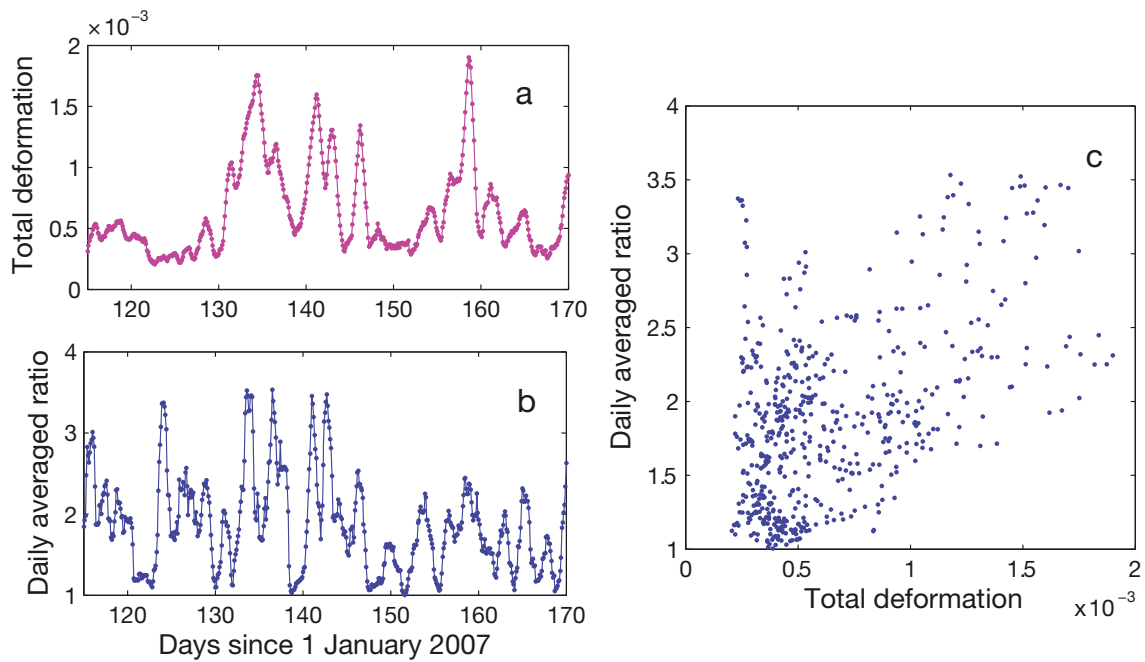 ×10⁻³
2
1.5
1
0.5
0
Total deformation
120 130 140 150 160 170
a
4
3
2
1
Daily averaged ratio
120 130 140 150 160 170
Days since 1 January 2007
b
4
3.5
3
2.5
2
1.5
1
Daily averaged ratio
0 0.5 1 1.5 2
Total deformation ×10⁻³
c